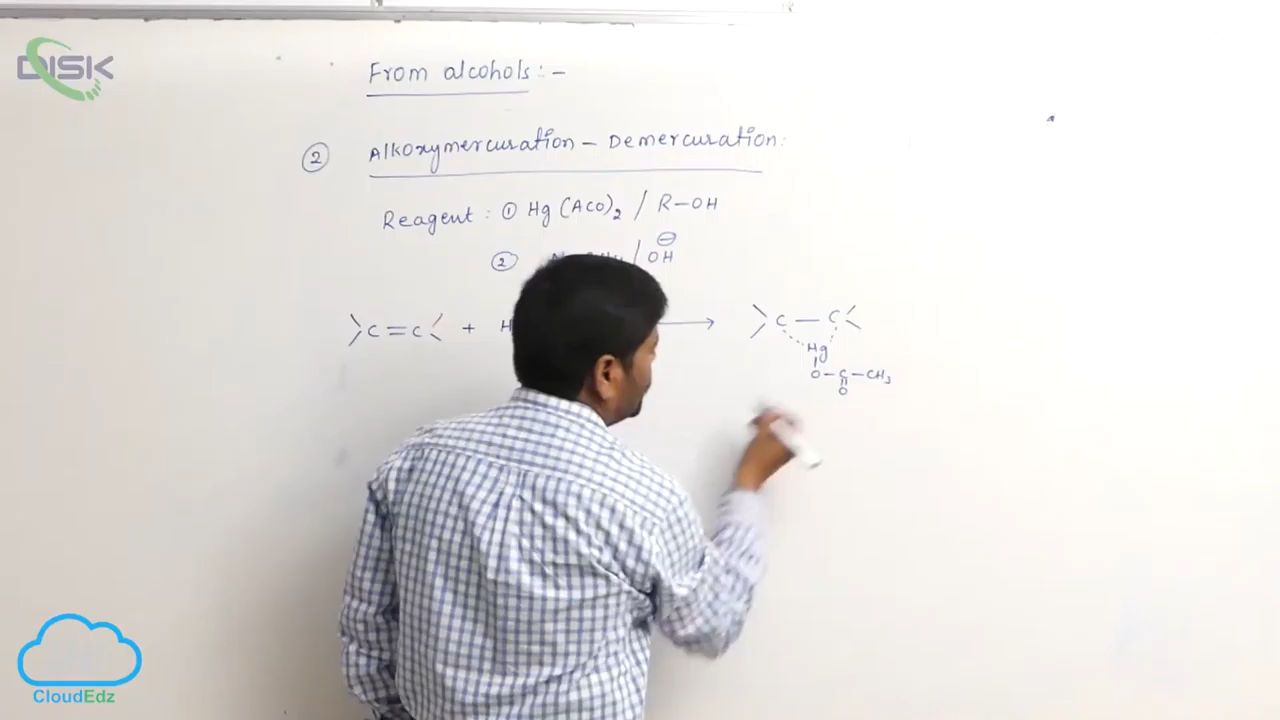 DISK
From alcohols :-
② Alkoxymercuration - Demercuration:
Reagent : ① Hg (ACO)₂ / R-OH
② / OH⊖
C = C + H → C — C
Hg
O-C-CH₃
O
CloudEdz